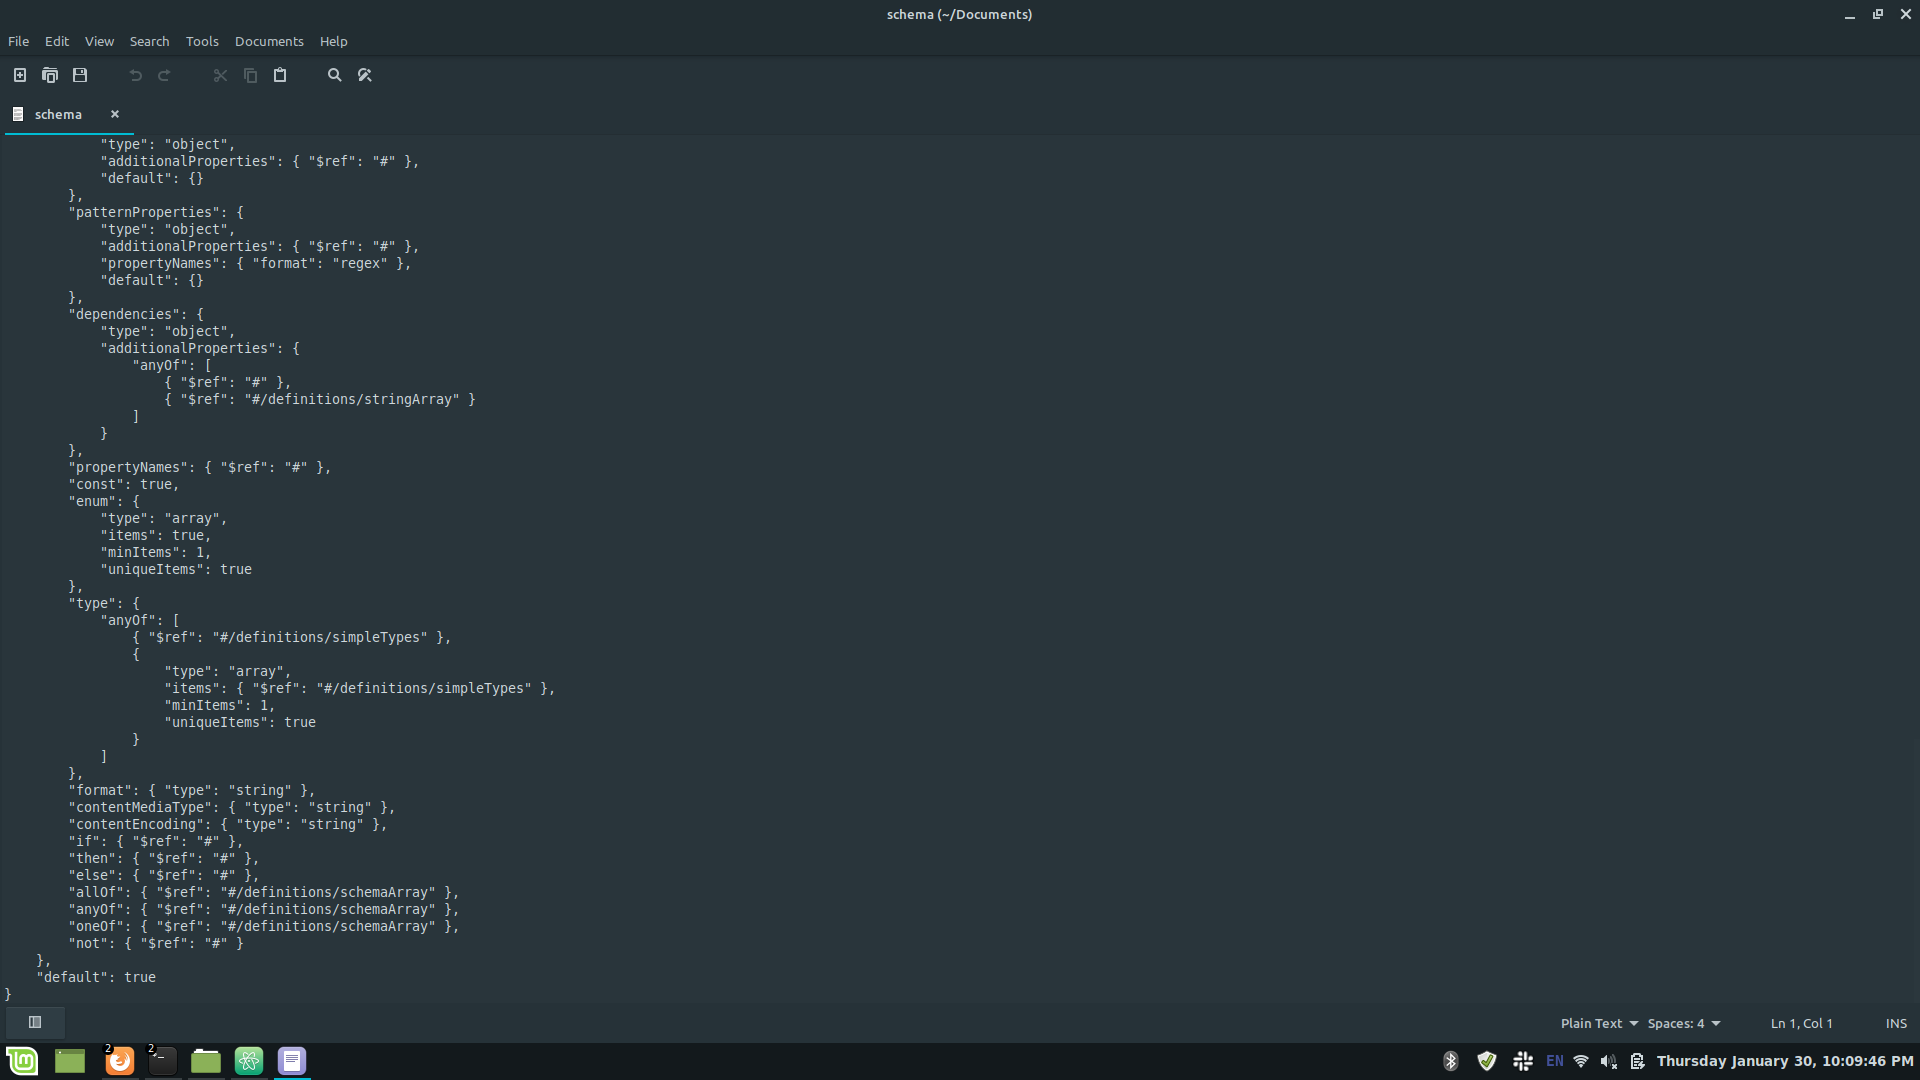 schema (~/Documents)
File Edit View Search Tools Documents Help
schema
"type": "object",
"additionalProperties": { "$ref": "#" },
"default": {}
},
"patternProperties": {
"type": "object",
"additionalProperties": { "$ref": "#" },
"propertyNames": { "format": "regex" },
"default": {}
},
"dependencies": {
"type": "object",
"additionalProperties": {
"anyOf": [
{ "$ref": "#" },
{ "$ref": "#/definitions/stringArray" }
]
}
},
"propertyNames": { "$ref": "#" },
"const": true,
"enum": {
"type": "array",
"items": true,
"minItems": 1,
"uniqueItems": true
},
"type": {
"anyOf": [
{ "$ref": "#/definitions/simpleTypes" },
{
"type": "array",
"items": { "$ref": "#/definitions/simpleTypes" },
"minItems": 1,
"uniqueItems": true
}
]
},
"format": { "type": "string" },
"contentMediaType": { "type": "string" },
"contentEncoding": { "type": "string" },
"if": { "$ref": "#" },
"then": { "$ref": "#" },
"else": { "$ref": "#" },
"allOf": { "$ref": "#/definitions/schemaArray" },
"anyOf": { "$ref": "#/definitions/schemaArray" },
"oneOf": { "$ref": "#/definitions/schemaArray" },
"not": { "$ref": "#" }
},
"default": true
}
Plain Text Spaces: 4 Ln 1, Col 1 INS
2 2 EN Thursday January 30, 10:09:46 PM